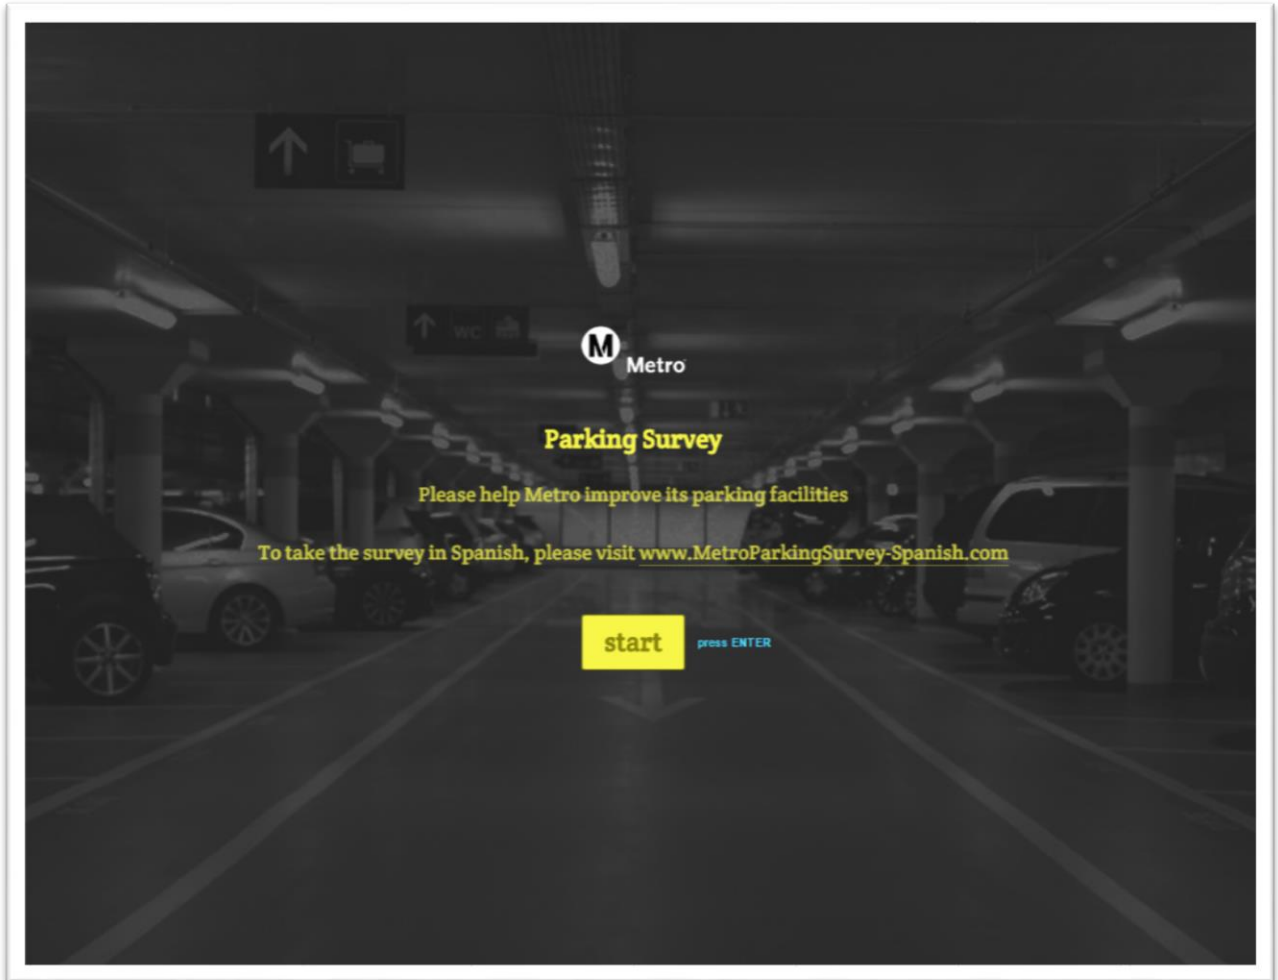 WC
M
Metro
Parking Survey
Please help Metro improve its parking facilities
To take the survey in Spanish, please visit www.MetroParkingSurvey-Spanish.com
start press ENTER